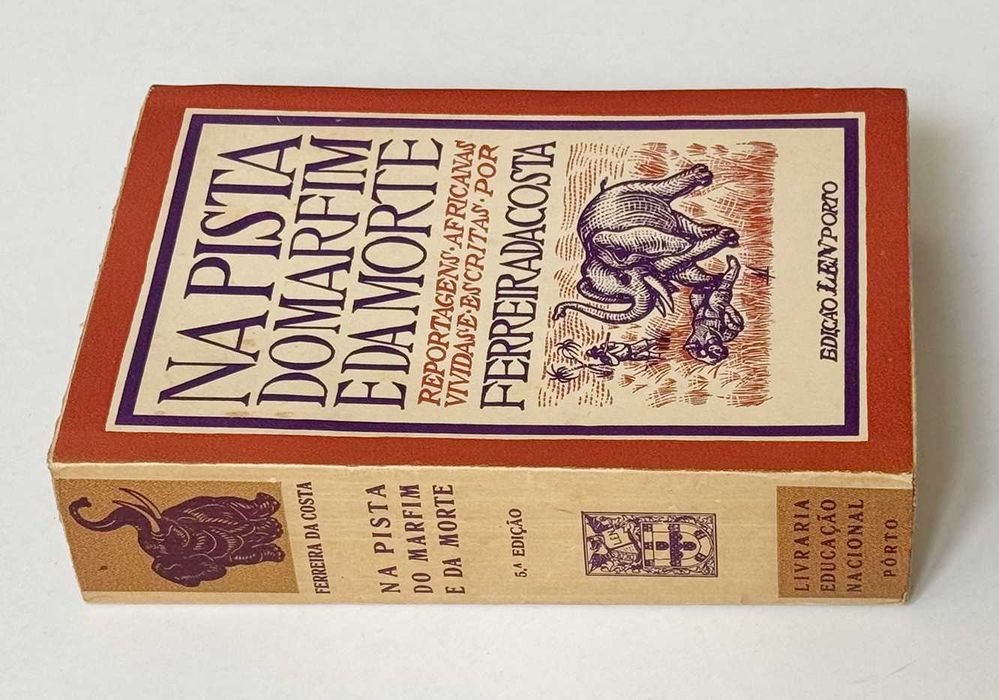 NA PISTA
DO MARFIM
E DA MORTE
REPORTAGENS · AFRICANAS
VIVIDAS · E · ESCRITAS · POR
FERREIRA DA COSTA
EDIÇÃO LEN PORTO
FERREIRA DA COSTA
NA PISTA
DO MARFIM
E DA MORTE
5.ª EDIÇÃO
LIVRARIA
EDUCAÇÃO
NACIONAL
PÔRTO